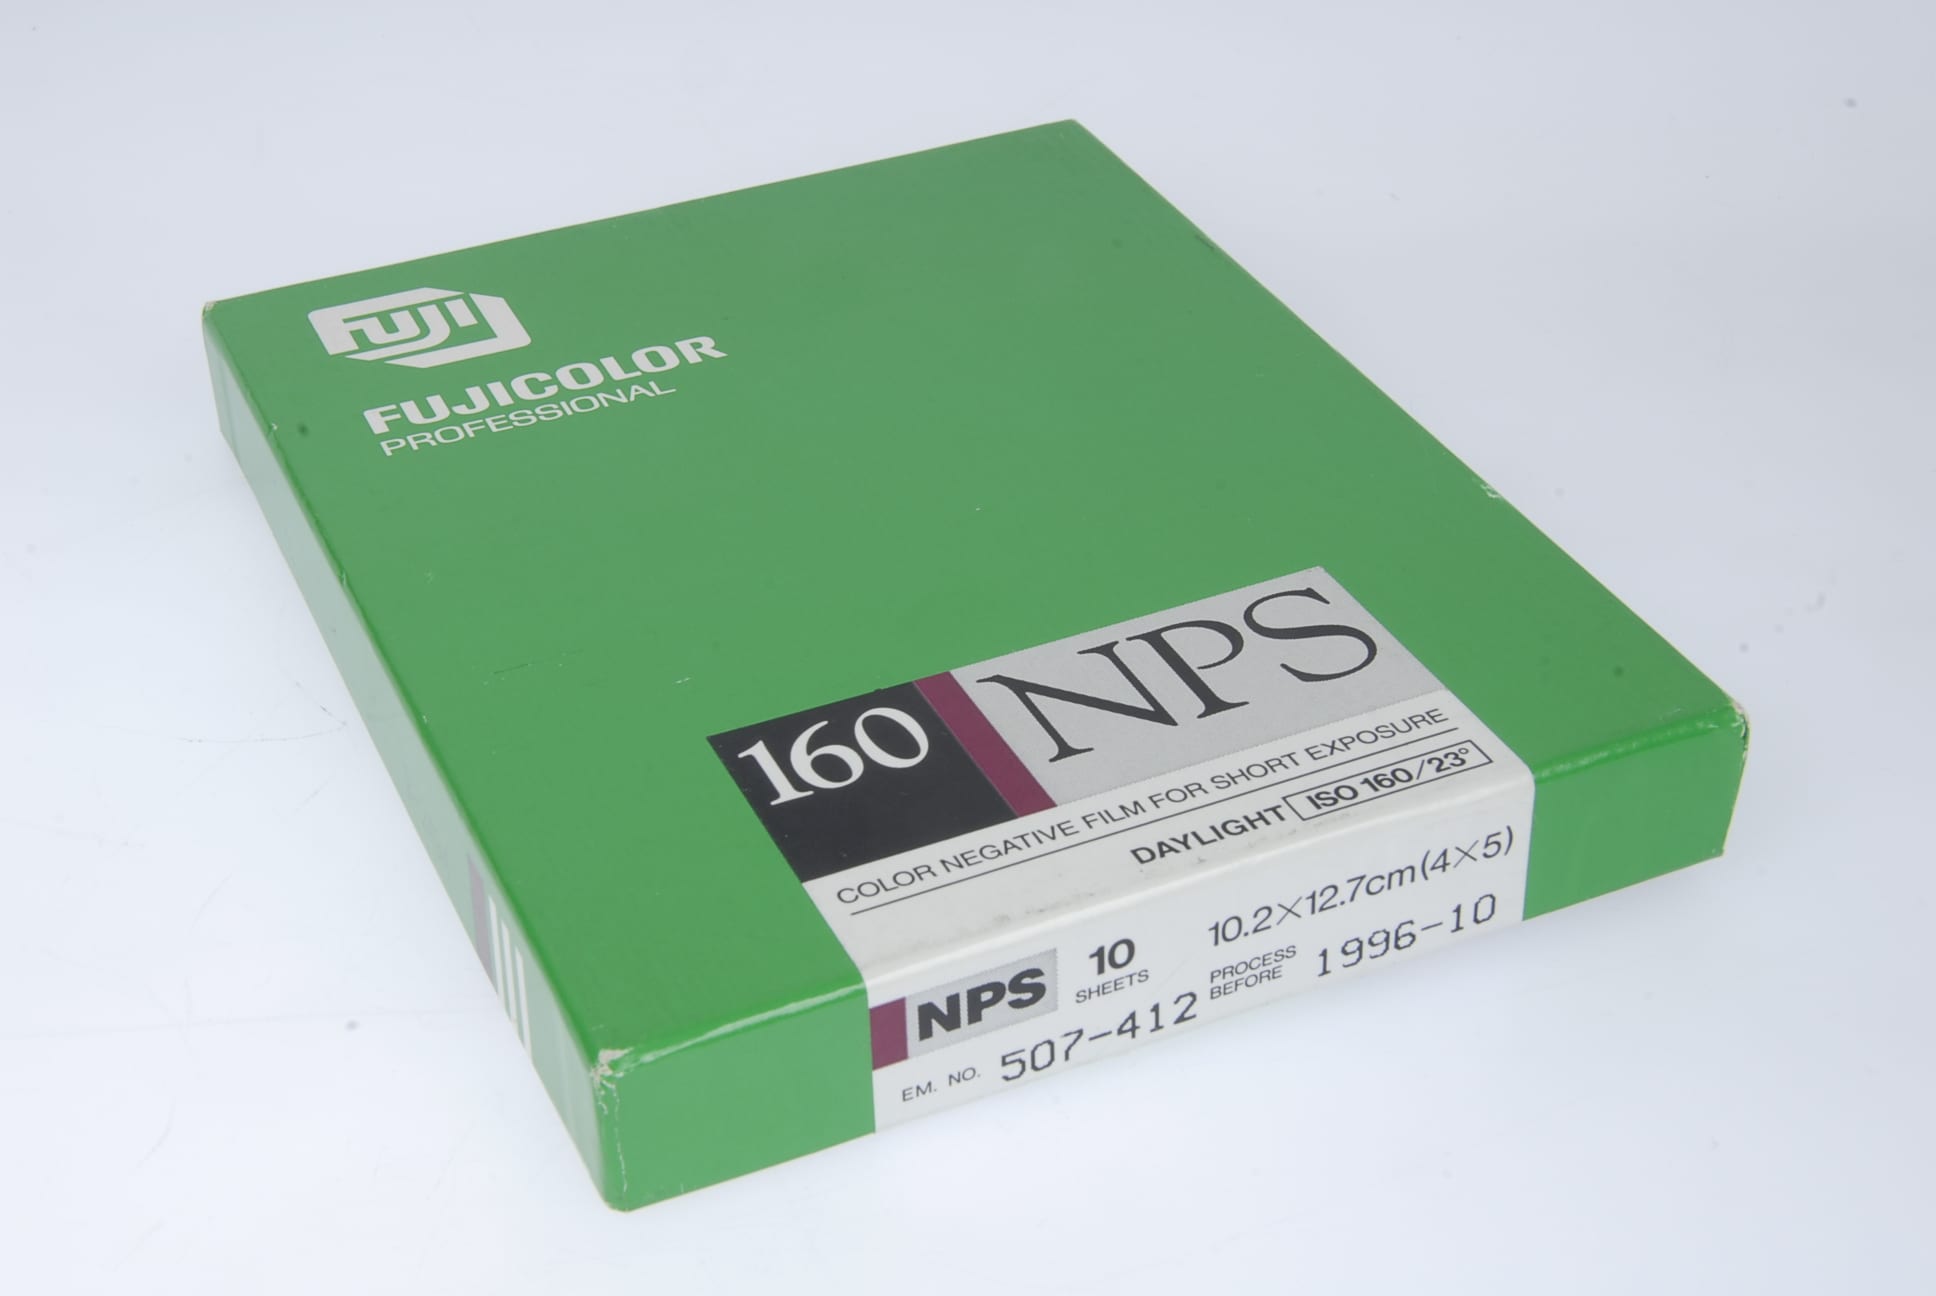 FUJI
FUJICOLOR
PROFESSIONAL
160 NPS
COLOR NEGATIVE FILM FOR SHORT EXPOSURE
DAYLIGHT ISO 160/23°
NPS 10 SHEETS 10.2×12.7cm(4×5)
EM. NO. 507-412 PROCESS BEFORE 1996-10